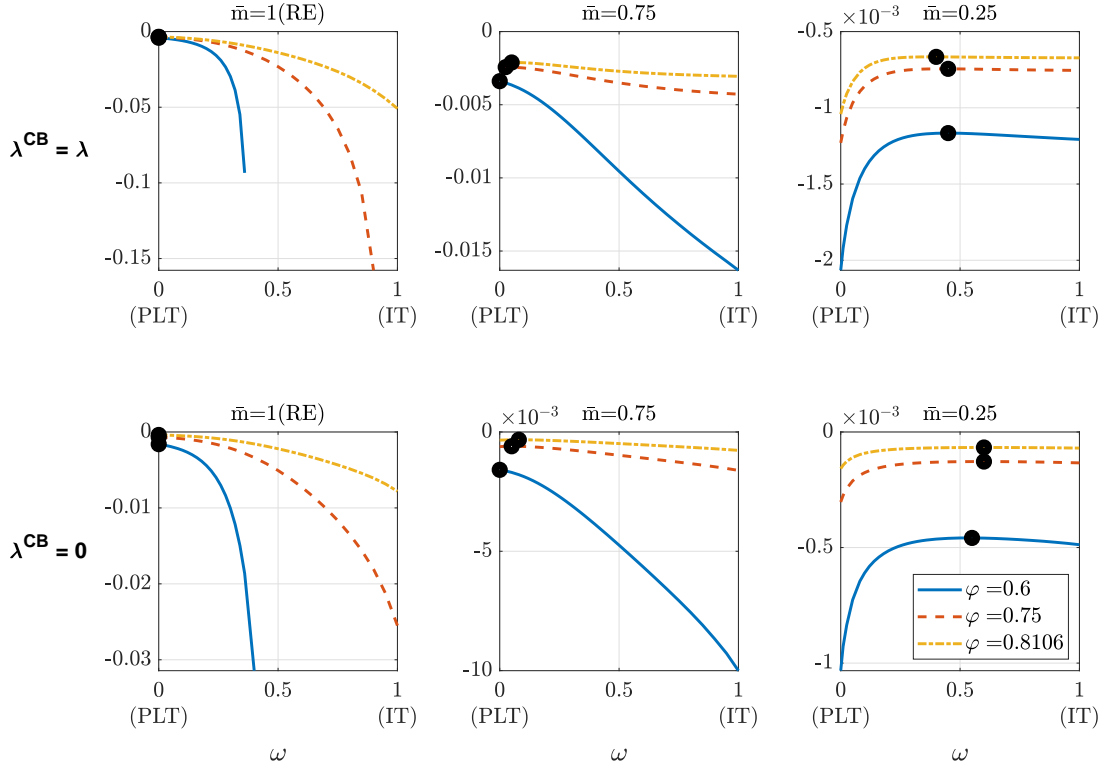 m̄=1(RE)
0
-0.05
-0.1
-0.15
0
0.5
1
(PLT)
(IT)
m̄=0.75
0
-0.005
-0.01
-0.015
0
0.5
1
(PLT)
(IT)
×10⁻³
m̄=0.25
-0.5
-1
-1.5
-2
0
0.5
1
(PLT)
(IT)
λ^CB = λ
m̄=1(RE)
0
-0.01
-0.02
-0.03
0
0.5
1
(PLT)
(IT)
ω
×10⁻³
m̄=0.75
0
-5
-10
0
0.5
1
(PLT)
(IT)
ω
×10⁻³
m̄=0.25
0
-0.5
-1
0
0.5
1
(PLT)
(IT)
ω
φ =0.6
φ =0.75
φ =0.8106
λ^CB = 0